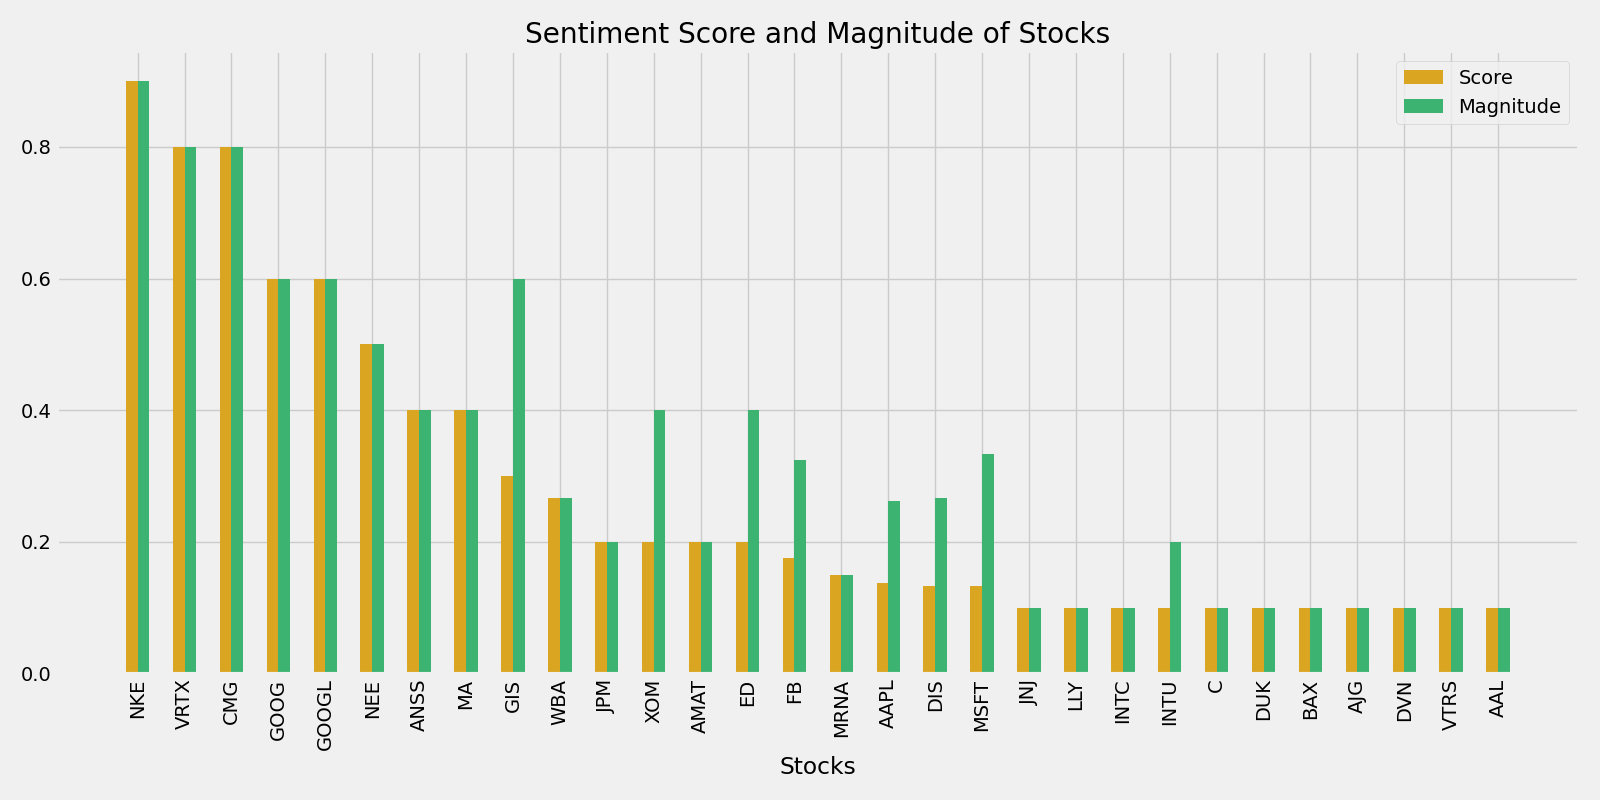 Sentiment Score and Magnitude of Stocks
Score
Magnitude
0.8
0.6
0.4
0.2
0.0
NKE
VRTX
CMG
GOOG
GOOGL
NEE
ANSS
MA
GIS
WBA
JPM
XOM
AMAT
ED
FB
MRNA
AAPL
DIS
MSFT
JNJ
LLY
INTC
INTU
C
DUK
BAX
AJG
DVN
VTRS
AAL
Stocks